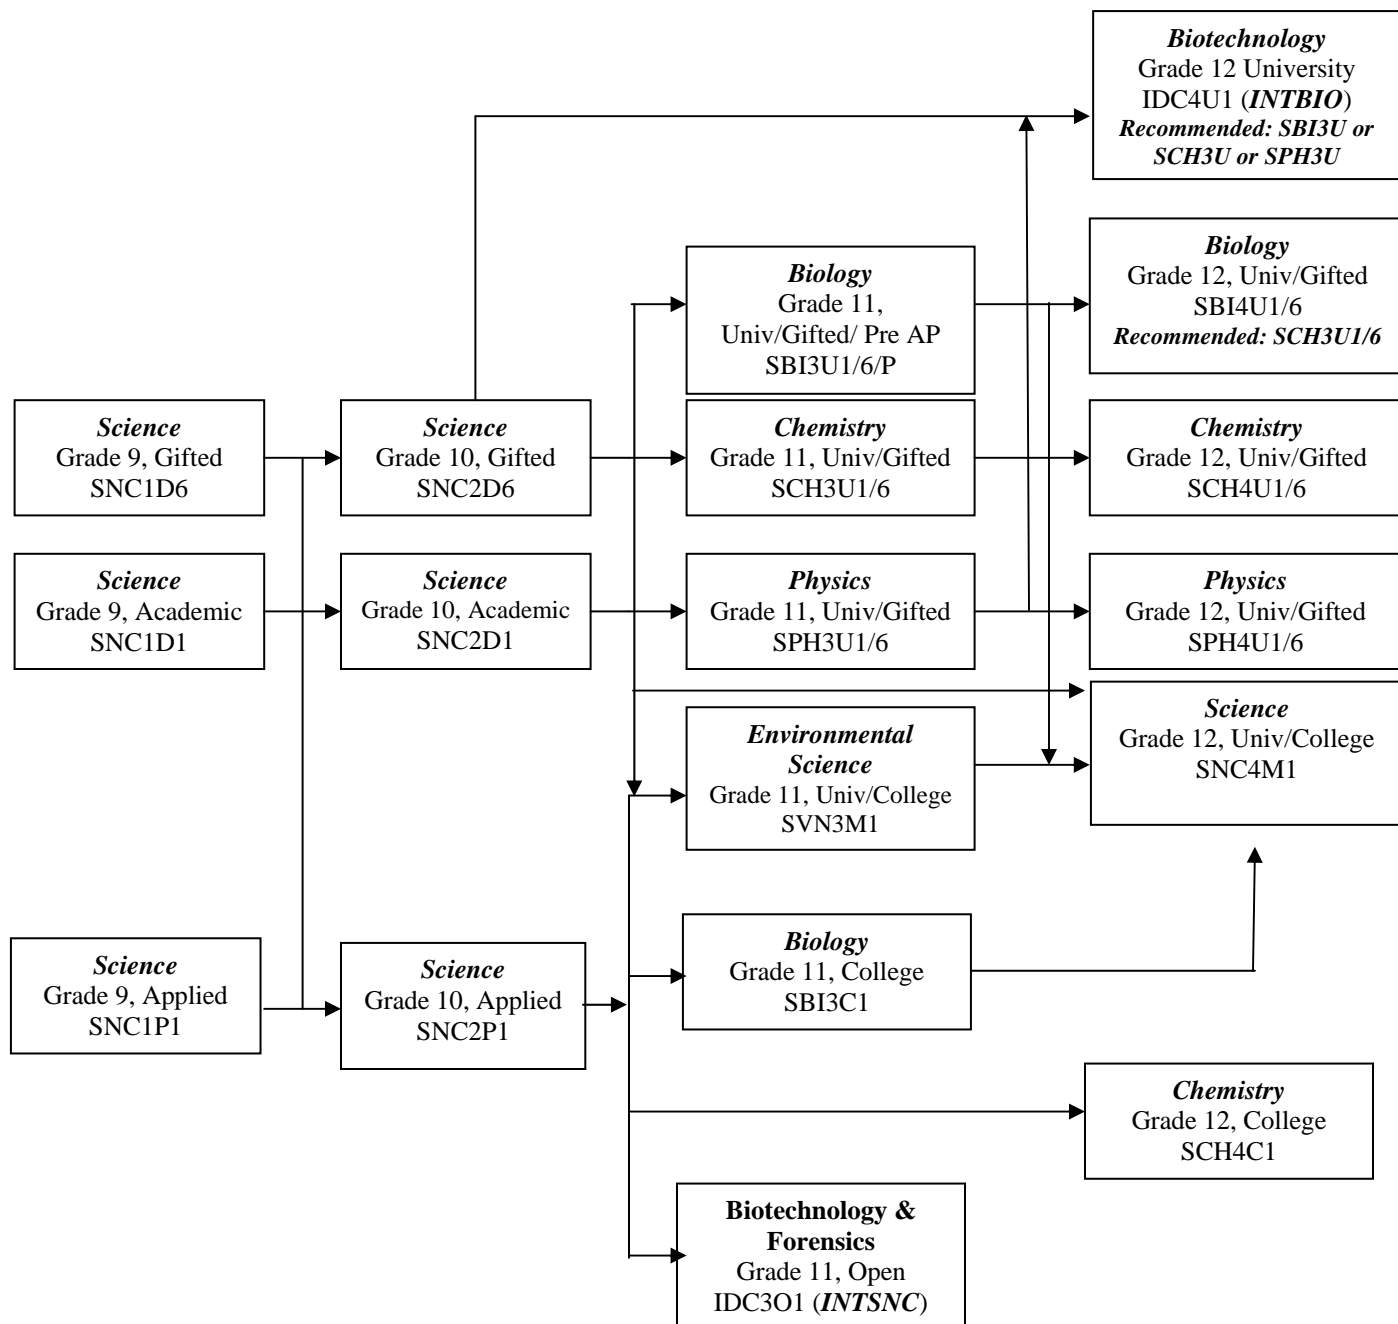 Biotechnology
Grade 12 University
IDC4U1 (INTBIO)
Recommended: SBI3U or
SCH3U or SPH3U
Biology
Grade 11,
Univ/Gifted/ Pre AP
SBI3U1/6/P
Biology
Grade 12, Univ/Gifted
SBI4U1/6
Recommended: SCH3U1/6
Science
Grade 9, Gifted
SNC1D6
Science
Grade 10, Gifted
SNC2D6
Chemistry
Grade 11, Univ/Gifted
SCH3U1/6
Chemistry
Grade 12, Univ/Gifted
SCH4U1/6
Science
Grade 9, Academic
SNC1D1
Science
Grade 10, Academic
SNC2D1
Physics
Grade 11, Univ/Gifted
SPH3U1/6
Physics
Grade 12, Univ/Gifted
SPH4U1/6
Environmental
Science
Grade 11, Univ/College
SVN3M1
Science
Grade 12, Univ/College
SNC4M1
Science
Grade 9, Applied
SNC1P1
Science
Grade 10, Applied
SNC2P1
Biology
Grade 11, College
SBI3C1
Chemistry
Grade 12, College
SCH4C1
Biotechnology &
Forensics
Grade 11, Open
IDC3O1 (INTSNC)